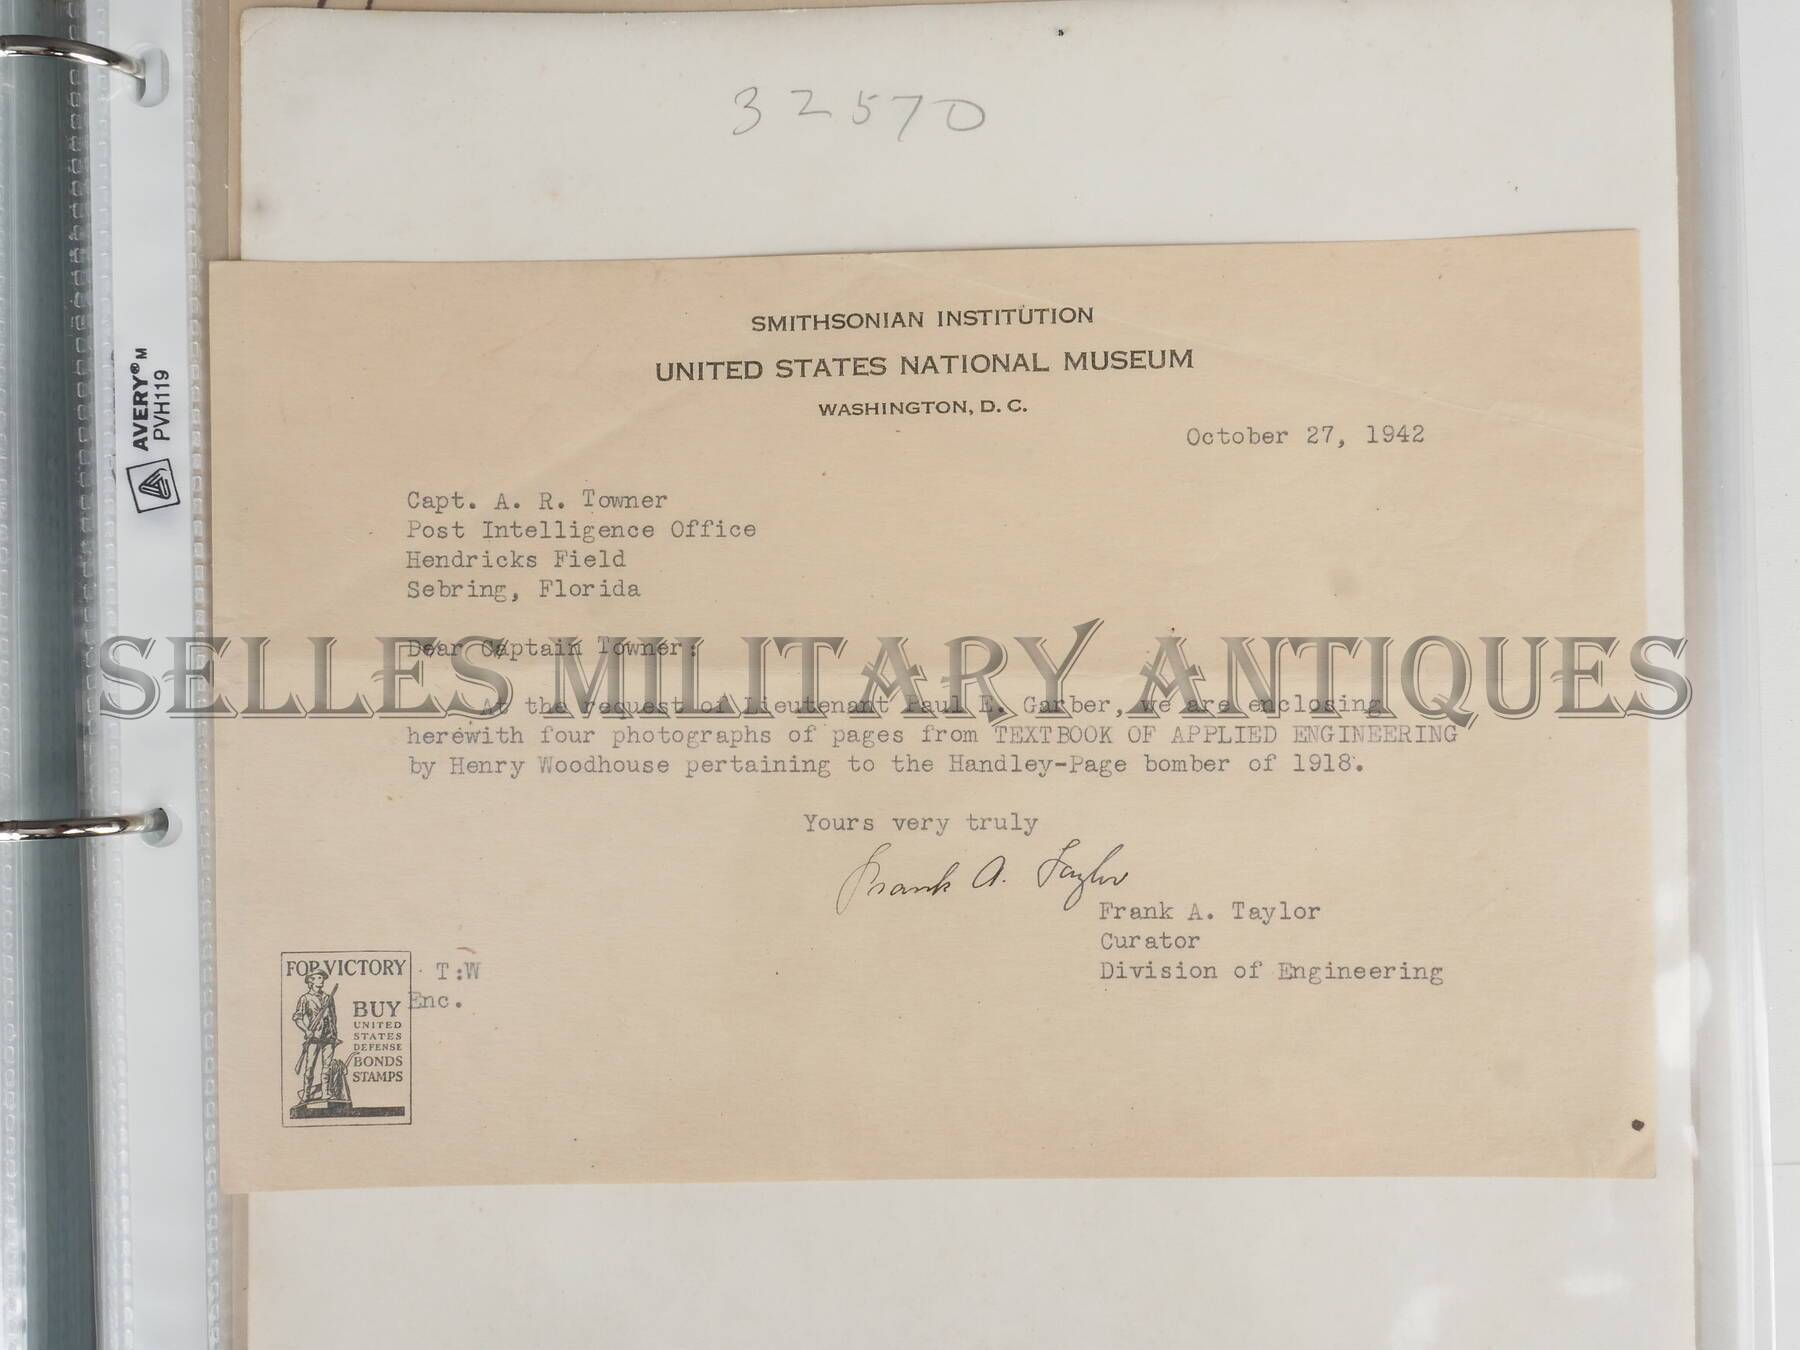 32570
AVERY® M
PVH119
SMITHSONIAN INSTITUTION
UNITED STATES NATIONAL MUSEUM
WASHINGTON, D. C.
October 27, 1942
Capt. A. R. Towner
Post Intelligence Office
Hendricks Field
Sebring, Florida
Dear Captain Towner:
SELLES MILITARY ANTIQUES
At the request of Lieutenant Paul E. Garber, we are enclosing
herewith four photographs of pages from TEXTBOOK OF APPLIED ENGINEERING
by Henry Woodhouse pertaining to the Handley-Page bomber of 1918.
Yours very truly
Frank A. Taylor
Frank A. Taylor
Curator
Division of Engineering
T:W
Enc.
FOR VICTORY
BUY
UNITED
STATES
DEFENSE
BONDS
STAMPS